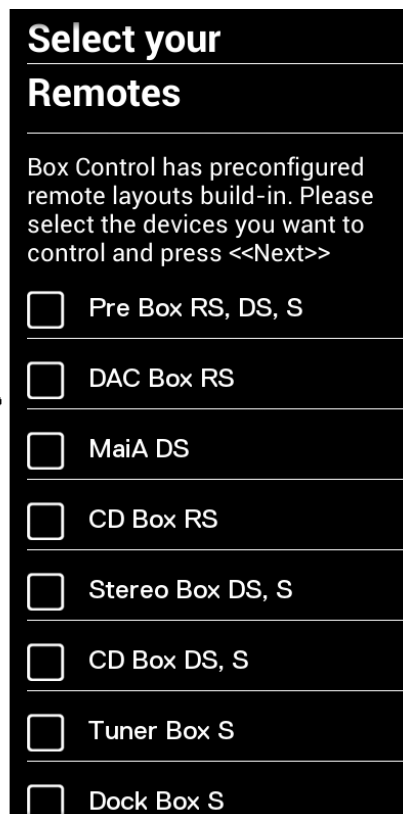 Select your
Remotes
Box Control has preconfigured
remote layouts build-in. Please
select the devices you want to
control and press <<Next>>
Pre Box RS, DS, S
DAC Box RS
MaiA DS
CD Box RS
Stereo Box DS, S
CD Box DS, S
Tuner Box S
Dock Box S